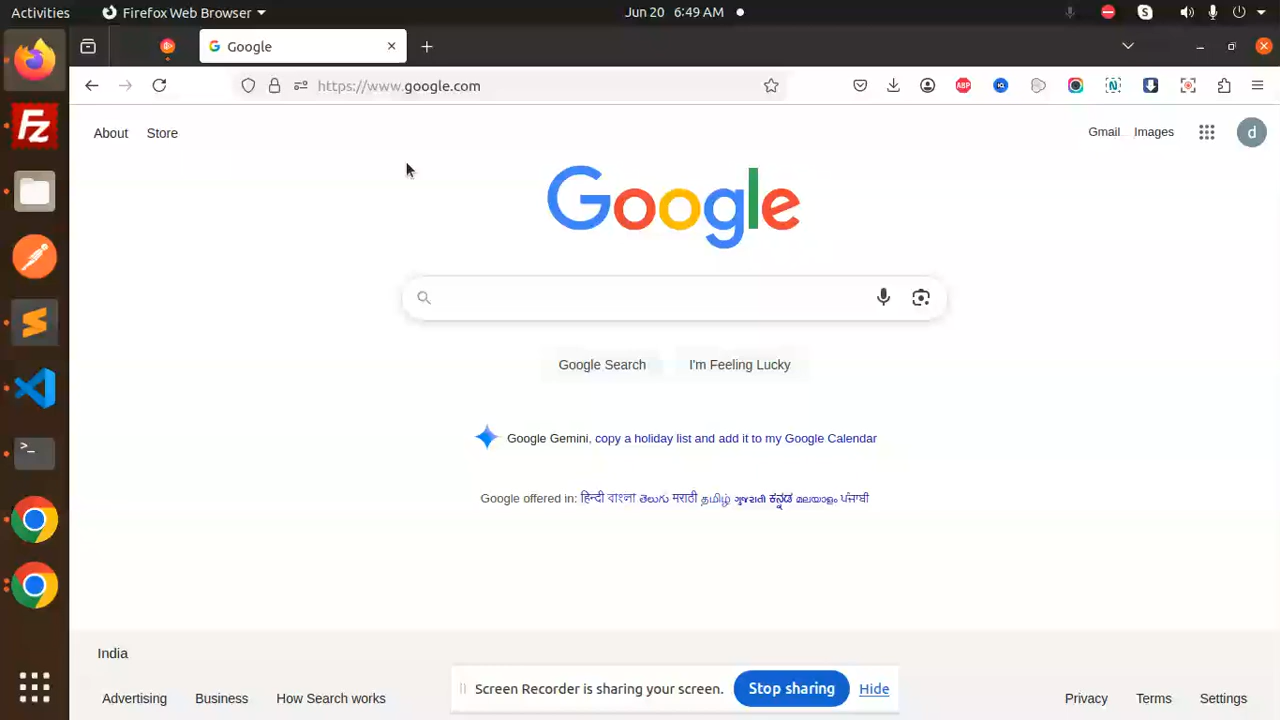 Activities Firefox Web Browser Jun 20 6:49 AM
Google
https://www.google.com
About Store Gmail Images d
Google
Google Search I'm Feeling Lucky
Google Gemini, copy a holiday list and add it to my Google Calendar
Google offered in: हिन्दी বাংলা తెలుగు मराठी தமிழ் ગુજરાતી ಕನ್ನಡ മലയാളം ਪੰਜਾਬੀ
India
Screen Recorder is sharing your screen. Stop sharing Hide
Advertising Business How Search works Privacy Terms Settings